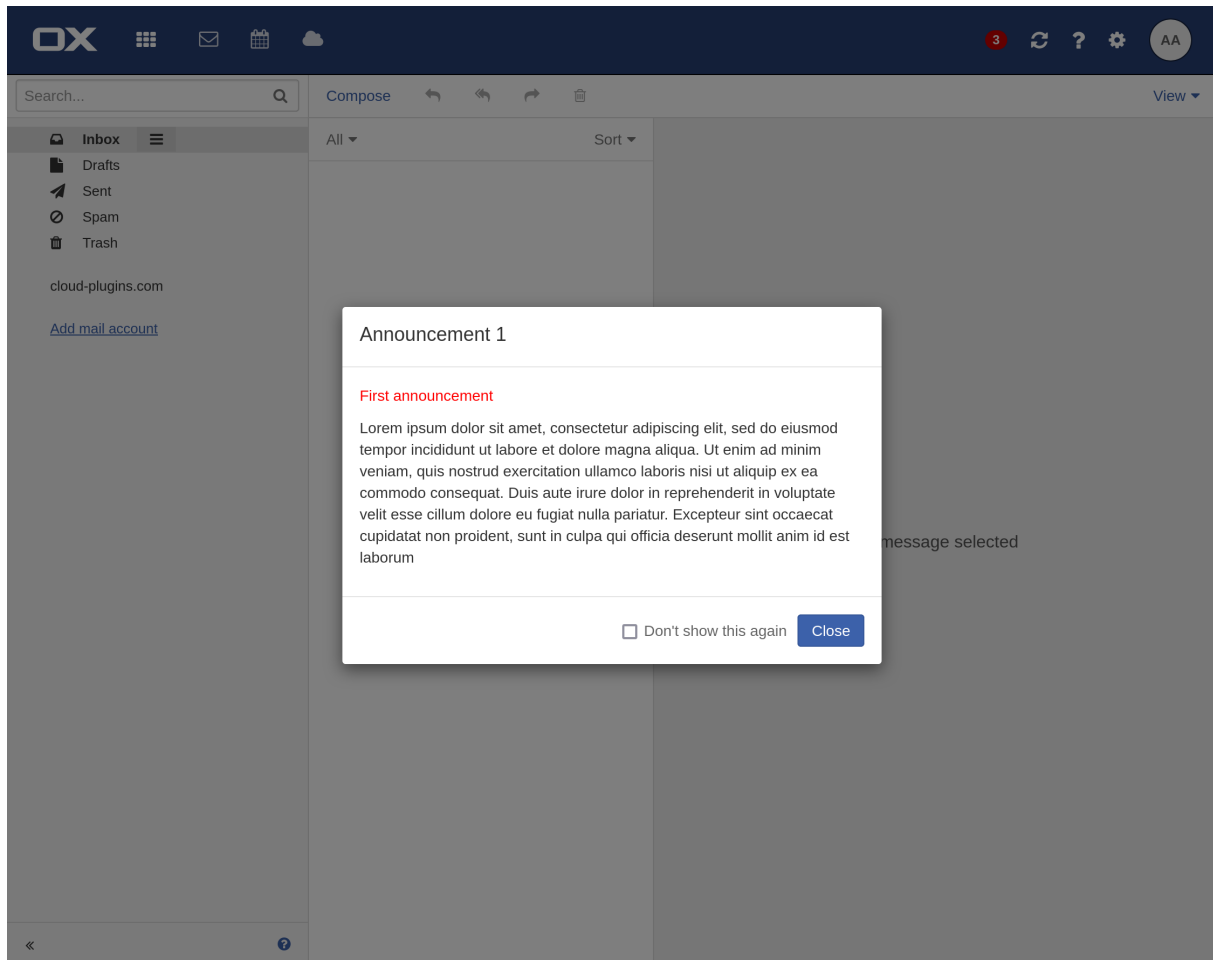 OX
3
AA
Search...
Compose
View
Inbox
All
Sort
Drafts
Sent
Spam
Trash
cloud-plugins.com
Add mail account
Announcement 1
First announcement
Lorem ipsum dolor sit amet, consectetur adipiscing elit, sed do eiusmod
tempor incididunt ut labore et dolore magna aliqua. Ut enim ad minim
veniam, quis nostrud exercitation ullamco laboris nisi ut aliquip ex ea
commodo consequat. Duis aute irure dolor in reprehenderit in voluptate
velit esse cillum dolore eu fugiat nulla pariatur. Excepteur sint occaecat
cupidatat non proident, sunt in culpa qui officia deserunt mollit anim id est
laborum
message selected
Don't show this again
Close